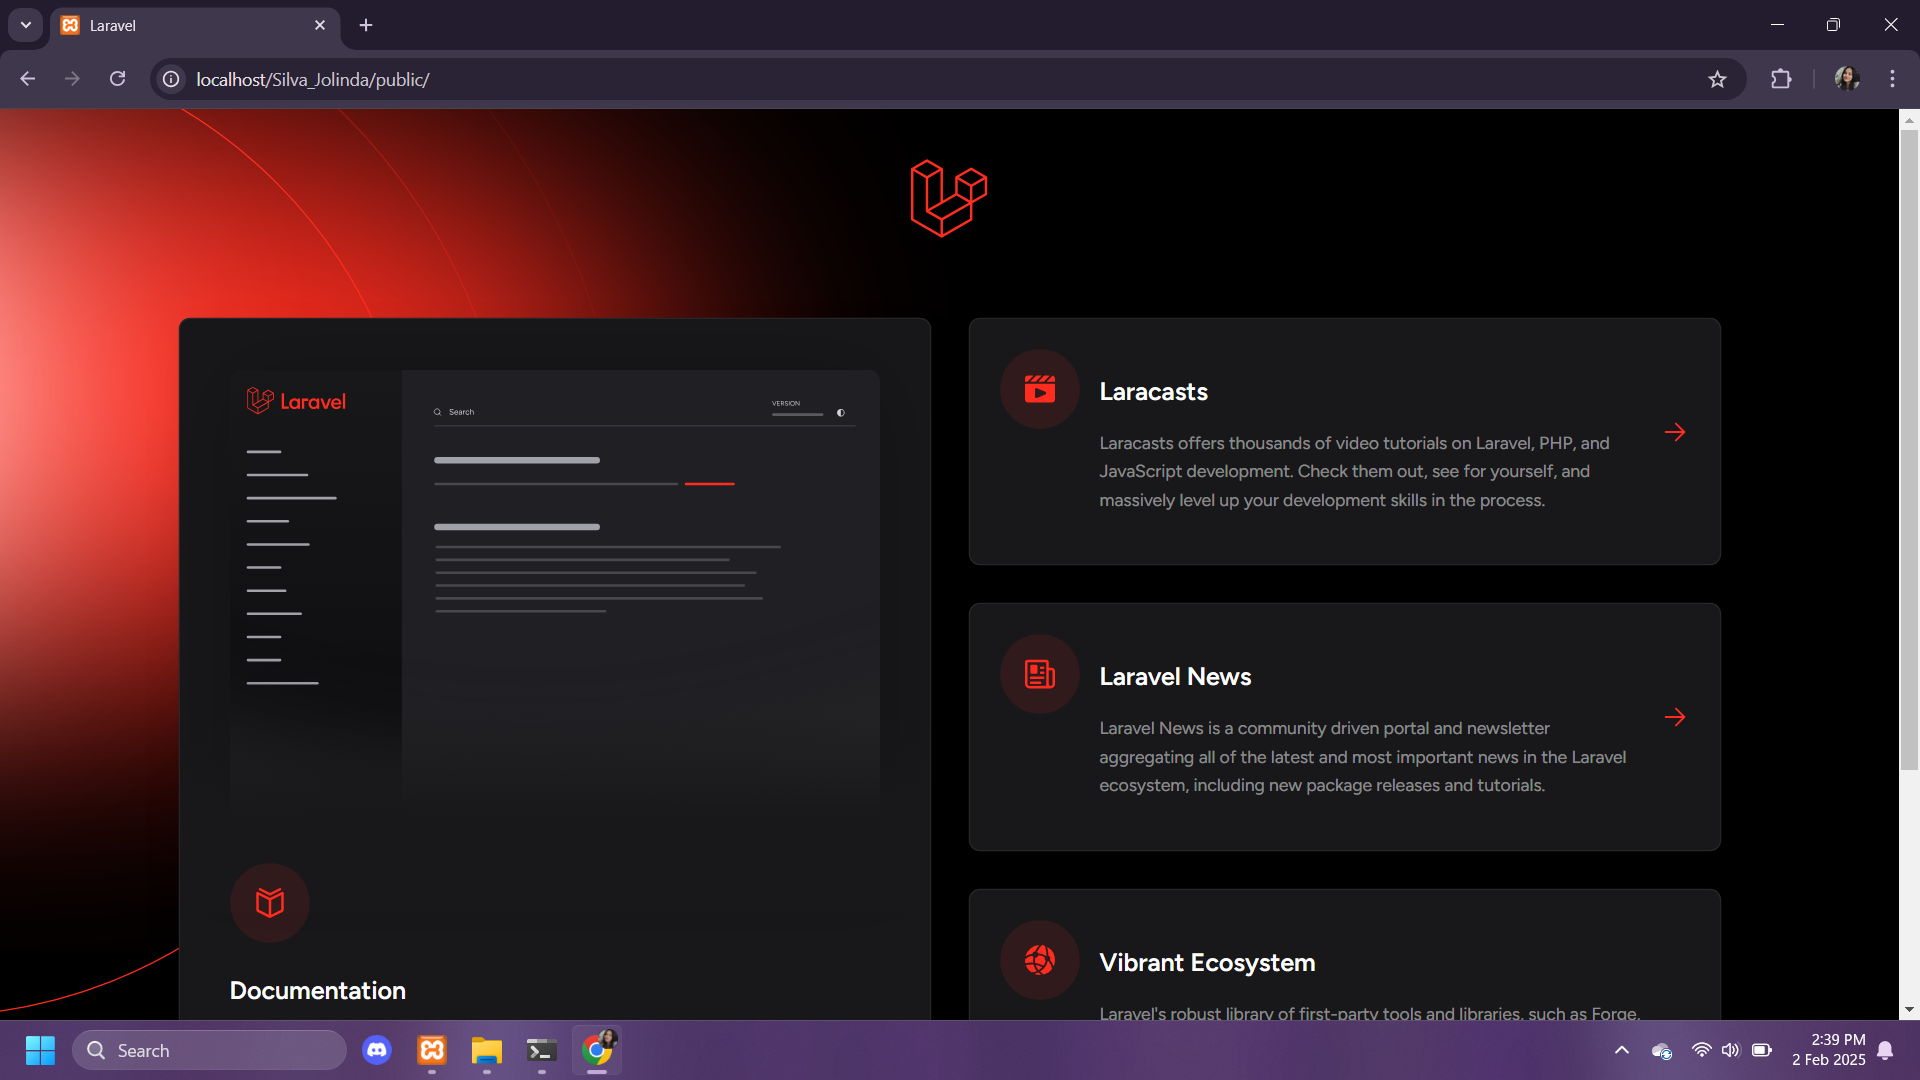 Laravel
localhost/Silva_Jolinda/public/
Laravel
Search
VERSION
Documentation
Laracasts
Laracasts offers thousands of video tutorials on Laravel, PHP, and
JavaScript development. Check them out, see for yourself, and
massively level up your development skills in the process.
Laravel News
Laravel News is a community driven portal and newsletter
aggregating all of the latest and most important news in the Laravel
ecosystem, including new package releases and tutorials.
Vibrant Ecosystem
Laravel's robust library of first-party tools and libraries, such as Forge,
Search
2:39 PM
2 Feb 2025